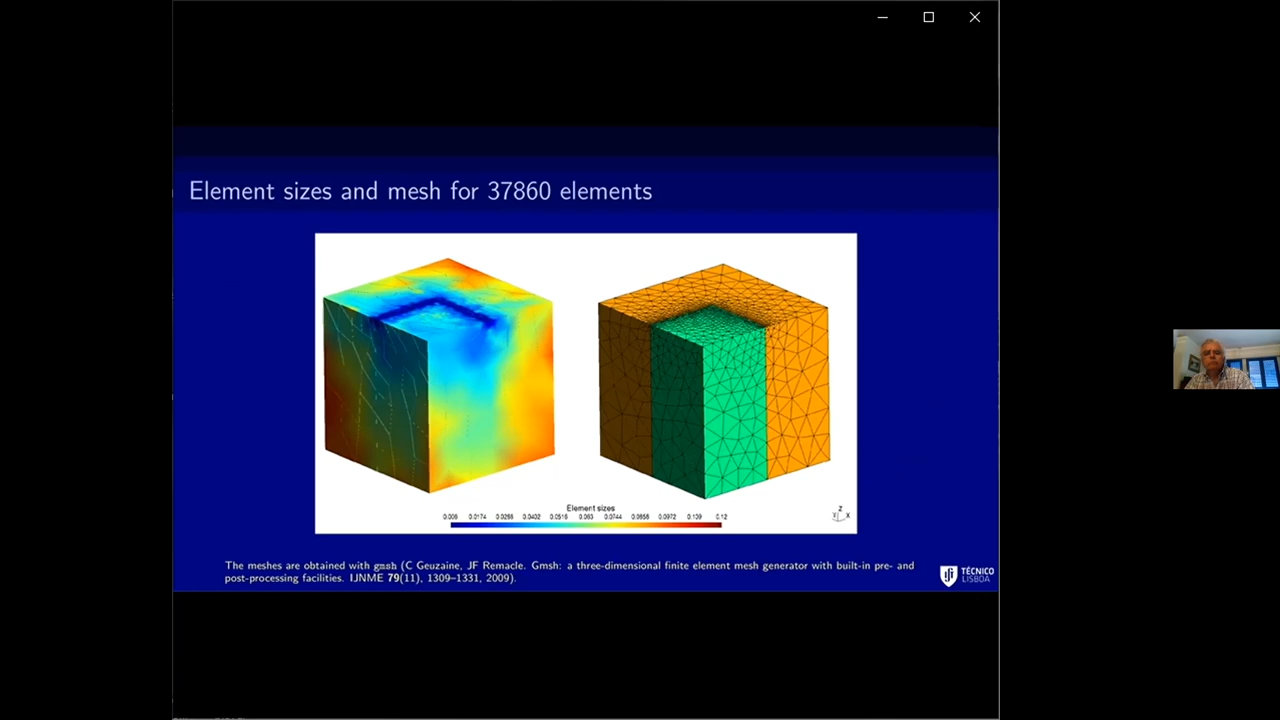 Element sizes and mesh for 37860 elements
Element sizes
0.006 0.0174 0.0288 0.0402 0.0516 0.063 0.0744 0.0858 0.0972 0.109 0.12
Z
Y X
The meshes are obtained with gmsh (C Geuzaine, JF Remacle. Gmsh: a three-dimensional finite element mesh generator with built-in pre- and
post-processing facilities. IJNME 79(11), 1309–1331, 2009).
TÉCNICO
LISBOA